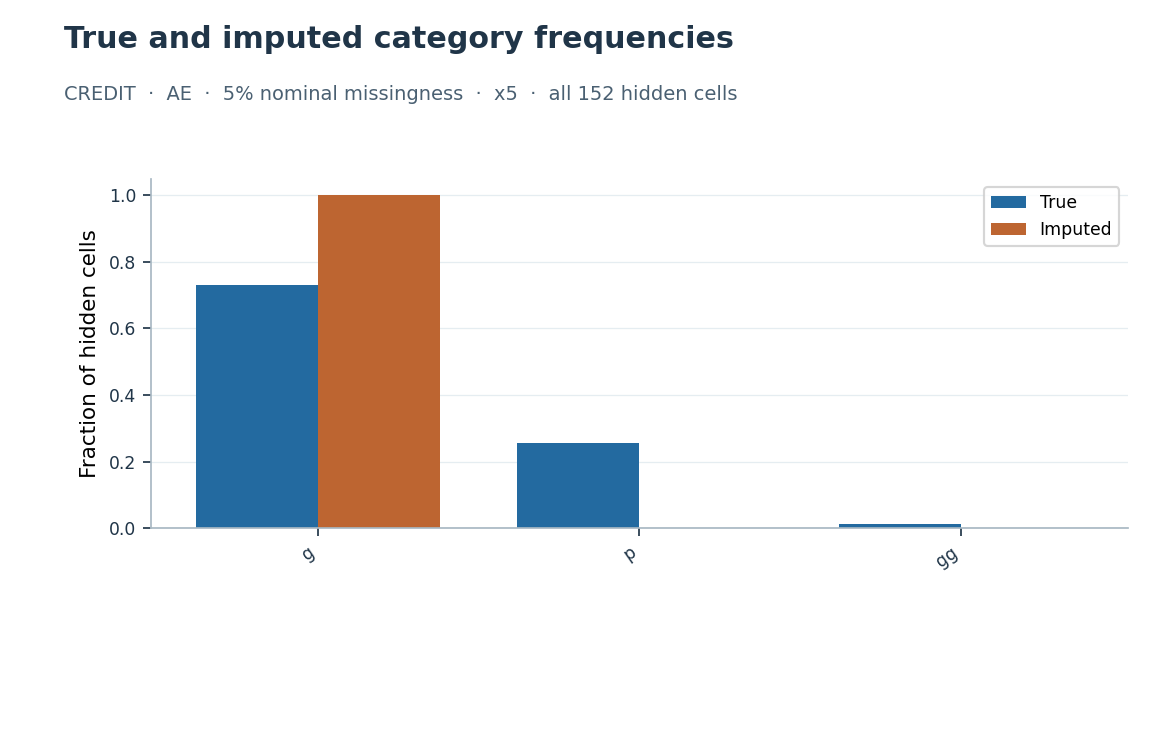 True and imputed category frequencies
CREDIT · AE · 5% nominal missingness · x5 · all 152 hidden cells
Fraction of hidden cells
1.0
0.8
0.6
0.4
0.2
0.0
True
Imputed
g
p
gg